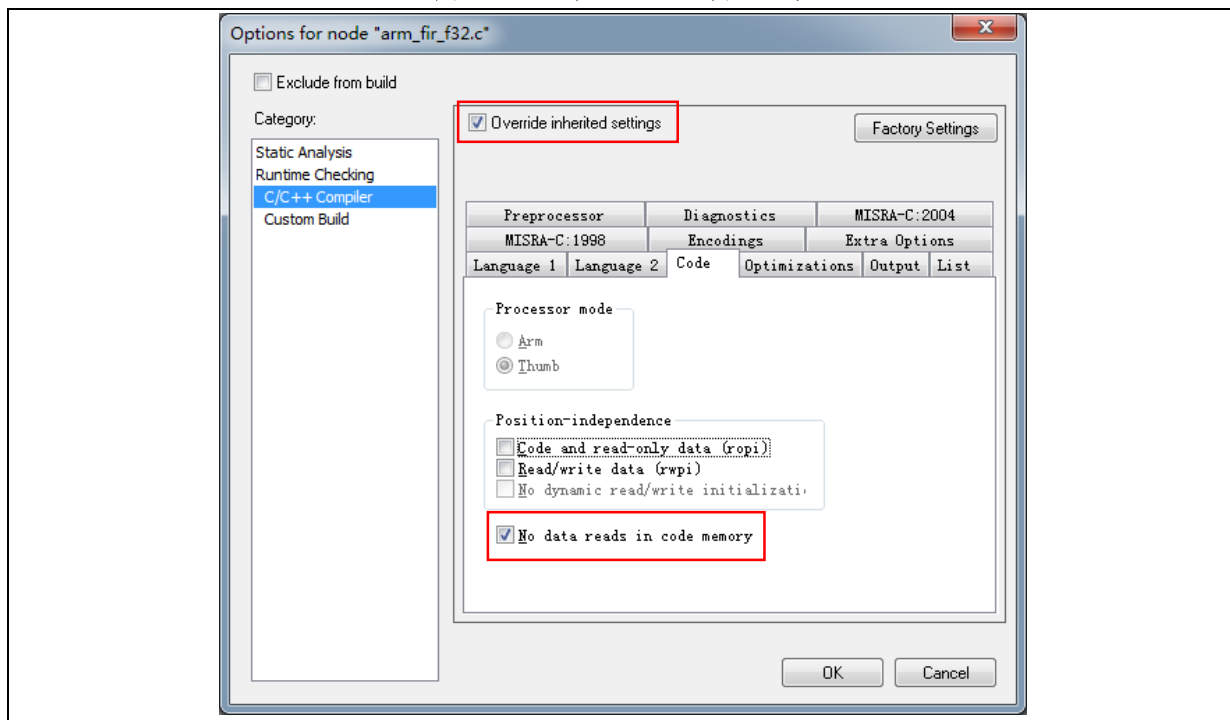 Options for node "arm_fir_f32.c"
Exclude from build
Category:
Static Analysis
Runtime Checking
C/C++ Compiler
Custom Build
Override inherited settings
Factory Settings
Preprocessor Diagnostics MISRA-C:2004
MISRA-C:1998 Encodings Extra Options
Language 1 Language 2 Code Optimizations Output List
Processor mode
Arm
Thumb
Position-independence
Code and read-only data (ropi)
Read/write data (rwpi)
No dynamic read/write initializati
No data reads in code memory
OK Cancel